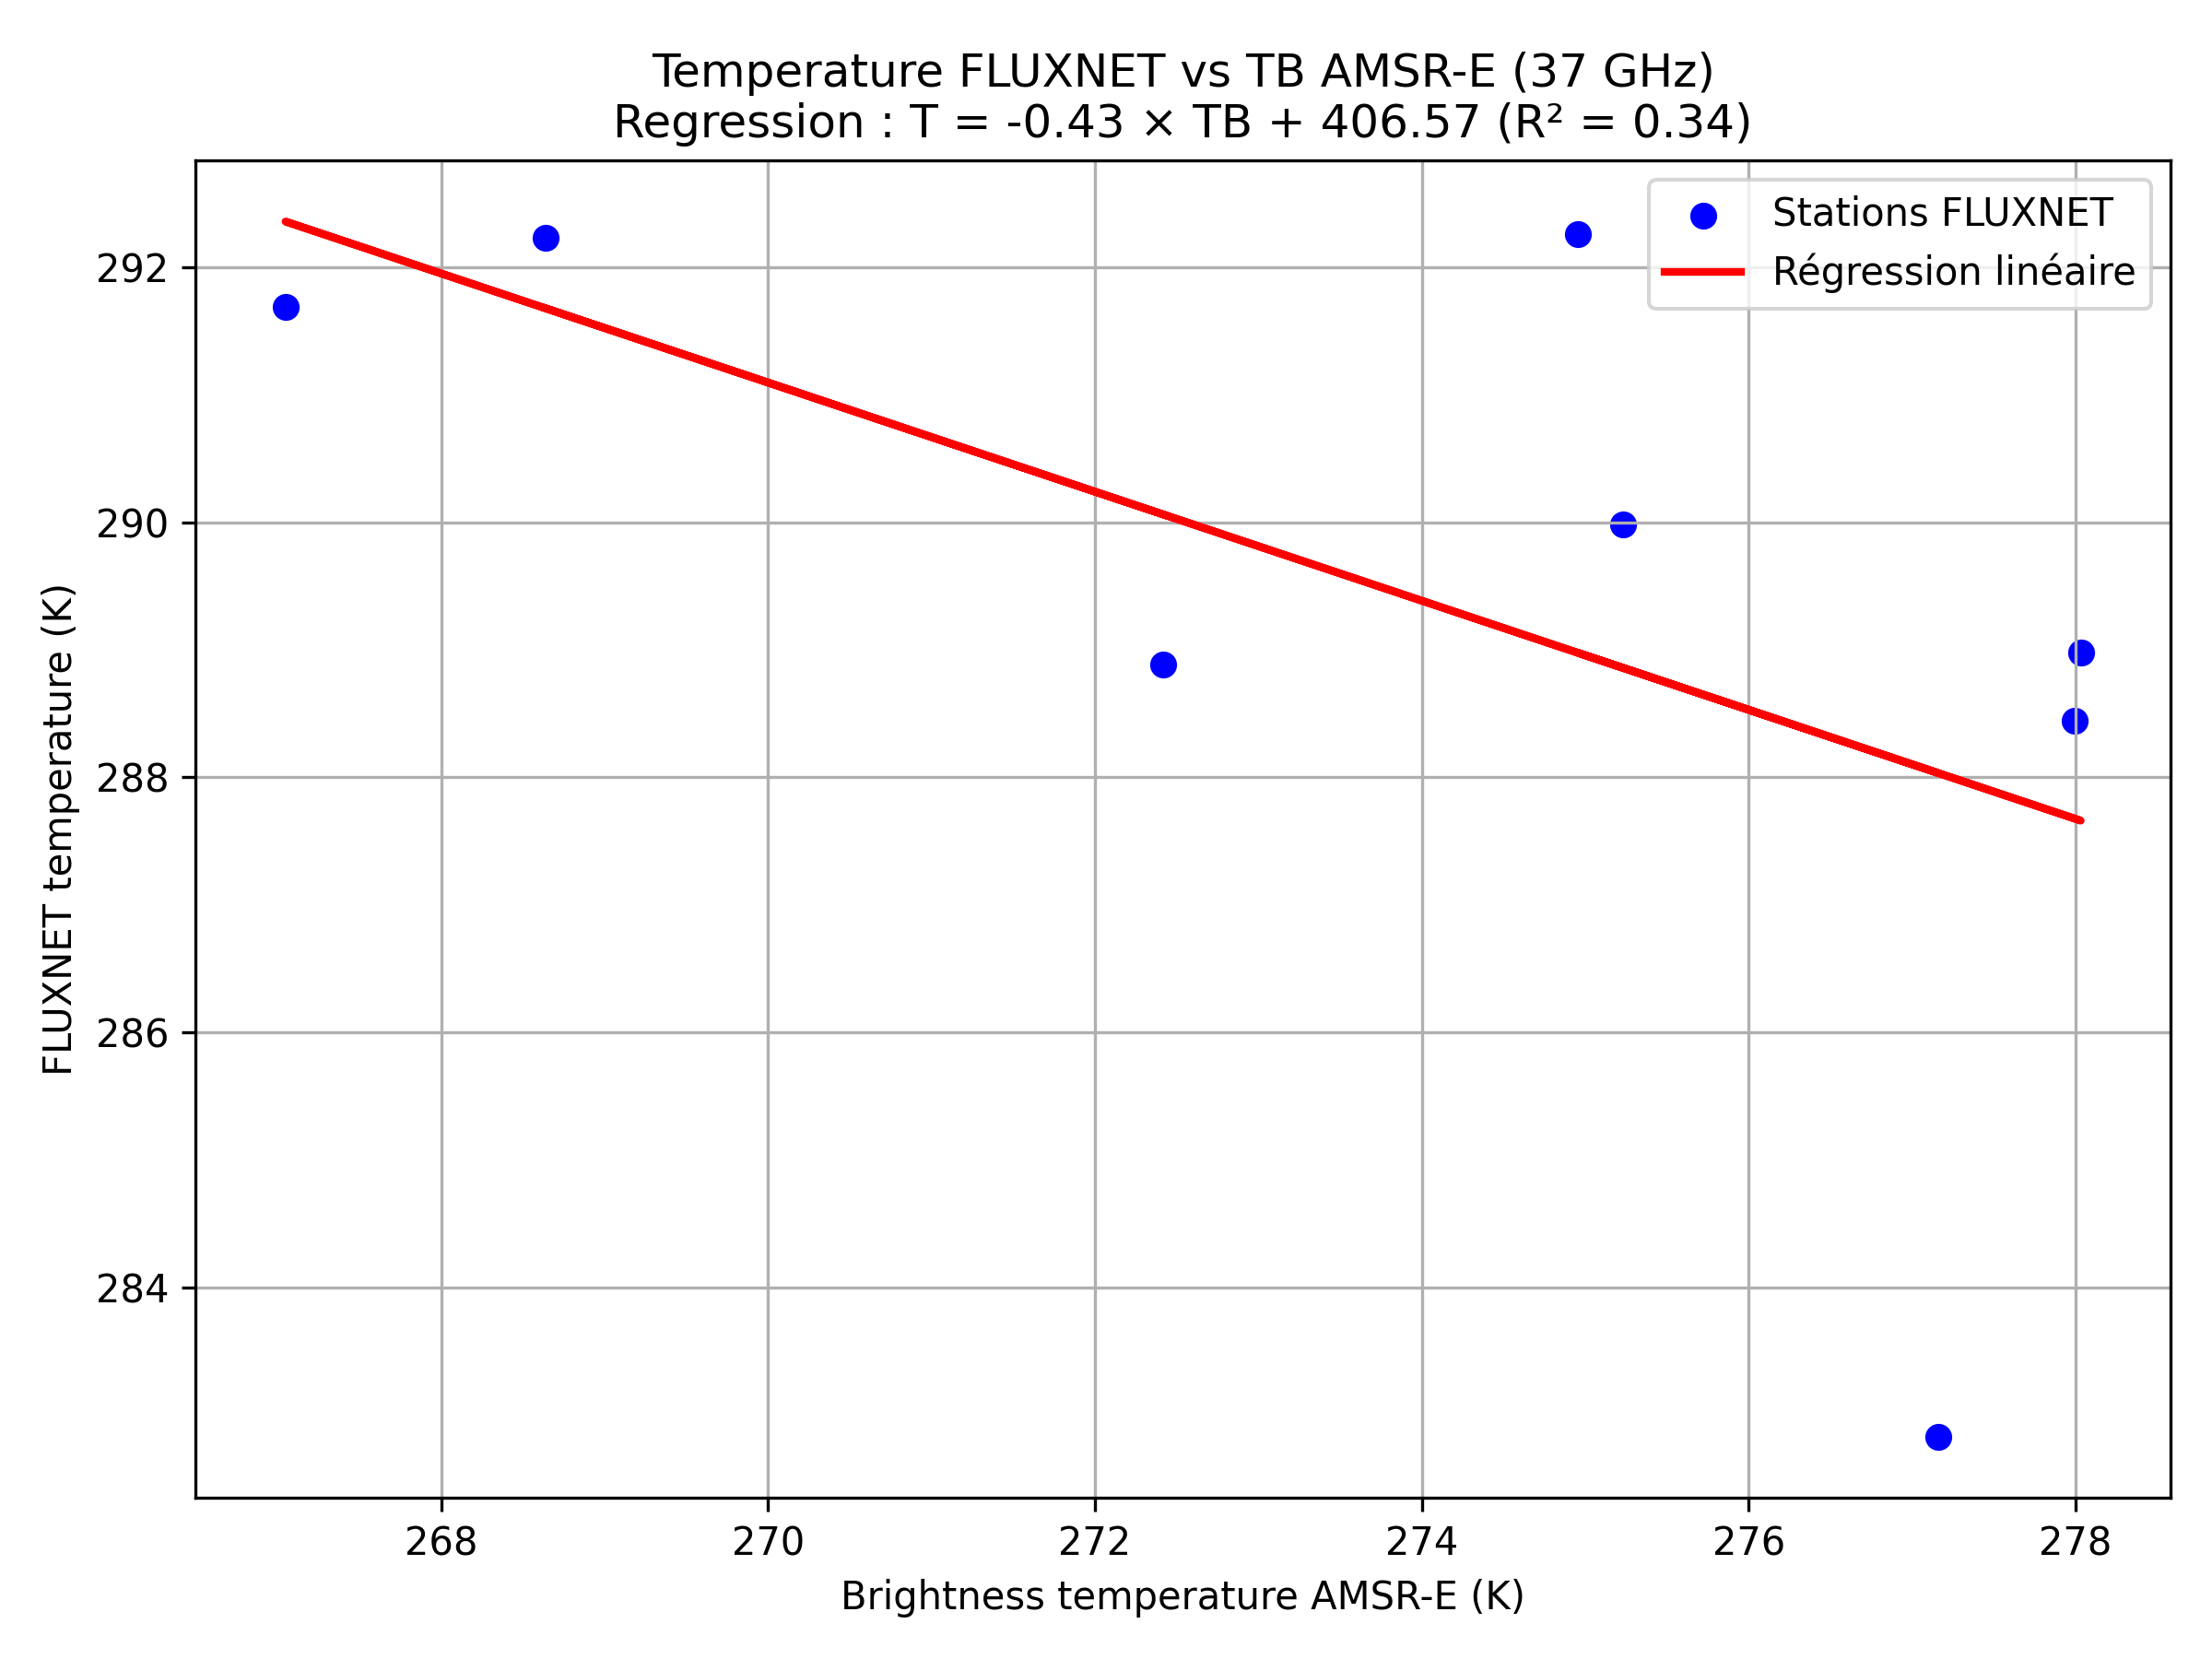 Temperature FLUXNET vs TB AMSR-E (37 GHz)
Regression : T = -0.43 × TB + 406.57 (R² = 0.34)
Stations FLUXNET
Régression linéaire
292
290
288
286
284
FLUXNET temperature (K)
268 270 272 274 276 278
Brightness temperature AMSR-E (K)